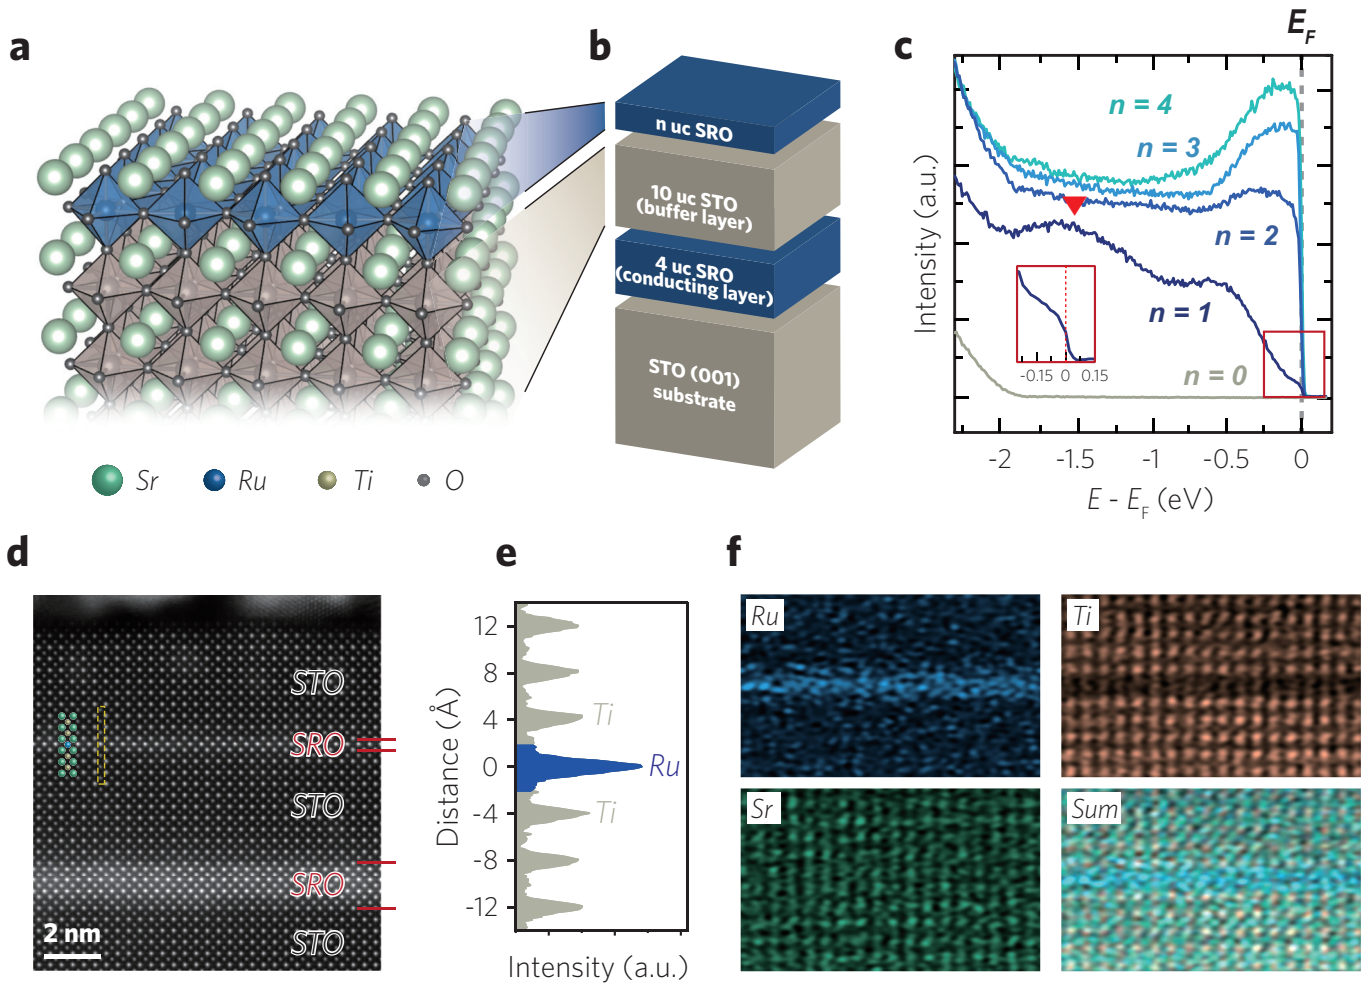 a
b
c
n uc SRO
10 uc STO
(buffer layer)
4 uc SRO
(conducting layer)
STO (001)
substrate
Sr
Ru
Ti
O
E_F
Intensity (a.u.)
n = 4
n = 3
n = 2
n = 1
n = 0
-0.15 0 0.15
-2 -1.5 -1 -0.5 0
E - E_F (eV)
d
e
f
STO
SRO
STO
SRO
STO
2 nm
Distance (Å)
12
8
4
0
-4
-8
-12
Ti
Ru
Ti
Intensity (a.u.)
Ru
Ti
Sr
Sum